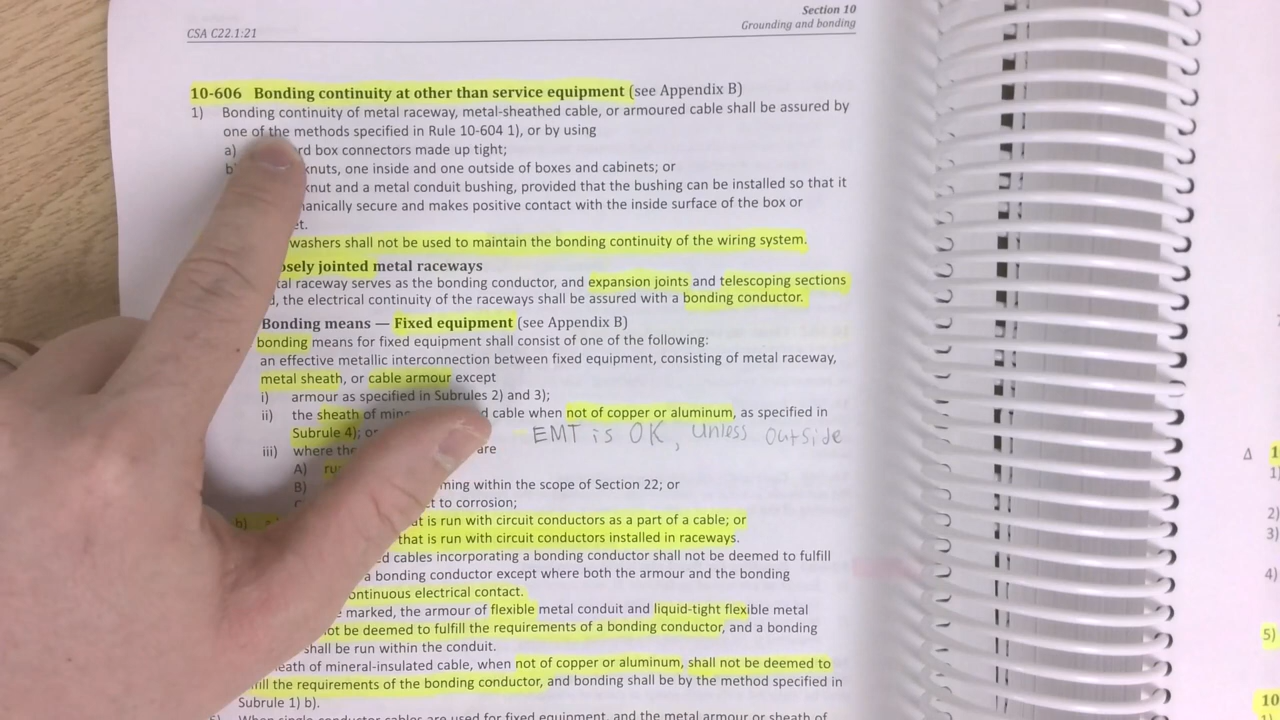 Section 10
CSA C22.1:21
Grounding and bonding
10-606 Bonding continuity at other than service equipment (see Appendix B)
1) Bonding continuity of metal raceway, metal-sheathed cable, or armoured cable shall be assured by
one of the methods specified in Rule 10-604 1), or by using
a) box connectors made up tight;
one inside and one outside of boxes and cabinets; or
and a metal conduit bushing, provided that the bushing can be installed so that it
secure and makes positive contact with the inside surface of the box or
washers shall not be used to maintain the bonding continuity of the wiring system.
jointed metal raceways
raceway serves as the bonding conductor, and expansion joints and telescoping sections
the electrical continuity of the raceways shall be assured with a bonding conductor.
Bonding means — Fixed equipment (see Appendix B)
bonding means for fixed equipment shall consist of one of the following:
an effective metallic interconnection between fixed equipment, consisting of metal raceway,
metal sheath, or cable armour except
i) armour as specified in Subrules 2) and 3);
ii) the sheath of cable when not of copper or aluminum, as specified in
Subrule 4); or
EMT is OK, unless outside
iii) where the are
A)
B) within the scope of Section 22; or
to corrosion;
b) is run with circuit conductors as a part of a cable; or
that is run with circuit conductors installed in raceways.
cables incorporating a bonding conductor shall not be deemed to fulfill
a bonding conductor except where both the armour and the bonding
electrical contact.
marked, the armour of flexible metal conduit and liquid-tight flexible metal
be deemed to fulfill the requirements of a bonding conductor, and a bonding
shall be run within the conduit.
of mineral-insulated cable, when not of copper or aluminum, shall not be deemed to
the requirements of the bonding conductor, and bonding shall be by the method specified in
Subrule 1) b).
When single-conductor cables are used for fixed equipment, and the metal armour or sheath of
Δ 1
1)
2)
3)
4)
5)
10